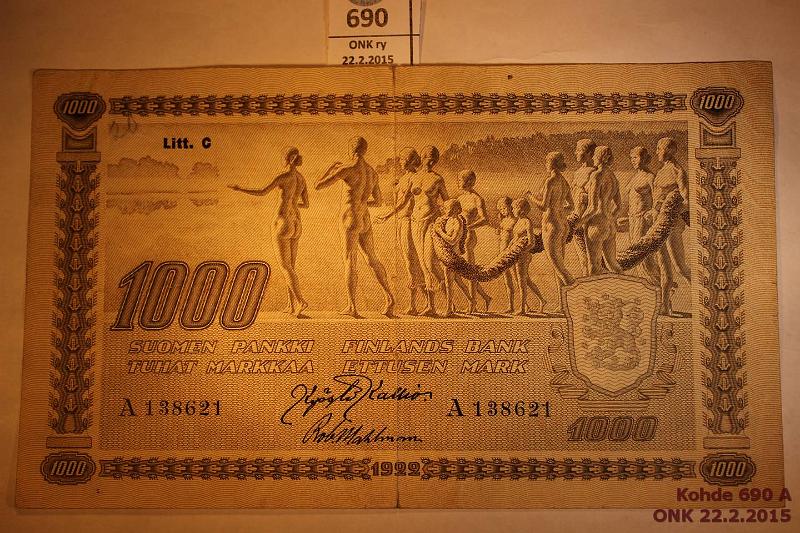 690
ONK ry
22.2.2015
1000 1000
Litt. C
1000
SUOMEN PANKKI FINLANDS BANK
TUHAT MARKKAA ETTUSEN MARK
A 138621 A 138621
1000
1000 1922 1000
Kohde 690 A
ONK 22.2.2015